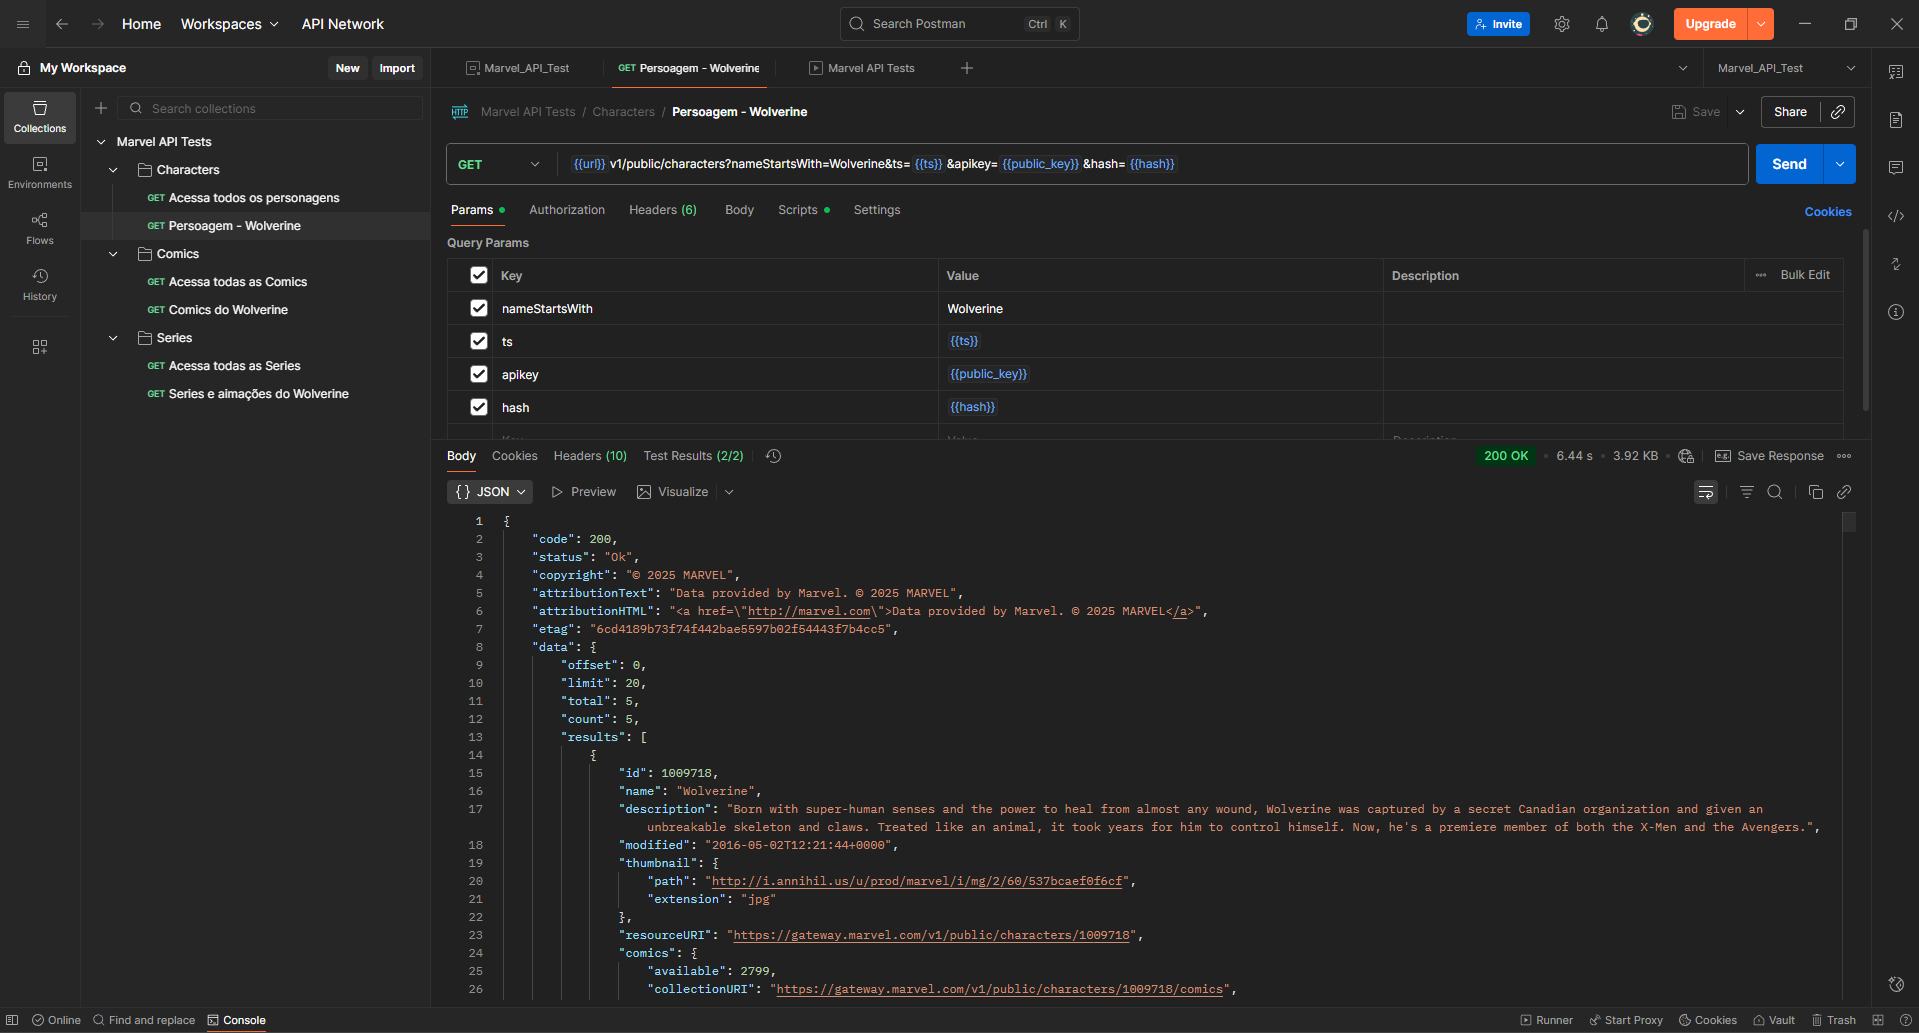 Home Workspaces API Network Search Postman Ctrl K Invite Upgrade
My Workspace New Import Marvel_API_Test GET Persoagem - Wolverine Marvel API Tests Marvel_API_Test
Collections
Environments
Flows
History
Search collections
Marvel API Tests
Characters
GET Acessa todos os personagens
GET Persoagem - Wolverine
Comics
GET Acessa todas as Comics
GET Comics do Wolverine
Series
GET Acessa todas as Series
GET Series e aimações do Wolverine
HTTP Marvel API Tests / Characters / Persoagem - Wolverine Save Share
GET {{url}} v1/public/characters?nameStartsWith=Wolverine&ts= {{ts}} &apikey= {{public_key}} &hash= {{hash}} Send
Params Authorization Headers (6) Body Scripts Settings Cookies
Query Params
Key Value Description Bulk Edit
nameStartsWith Wolverine
ts {{ts}}
apikey {{public_key}}
hash {{hash}}
Key Value Description
Body Cookies Headers (10) Test Results (2/2) 200 OK 6.44 s 3.92 KB e.g. Save Response
{} JSON Preview Visualize
1 {
2 "code": 200,
3 "status": "Ok",
4 "copyright": "© 2025 MARVEL",
5 "attributionText": "Data provided by Marvel. © 2025 MARVEL",
6 "attributionHTML": "<a href=\"http://marvel.com\">Data provided by Marvel. © 2025 MARVEL</a>",
7 "etag": "6cd4189b73f74f442bae5597b02f54443f7b4cc5",
8 "data": {
9 "offset": 0,
10 "limit": 20,
11 "total": 5,
12 "count": 5,
13 "results": [
14 {
15 "id": 1009718,
16 "name": "Wolverine",
17 "description": "Born with super-human senses and the power to heal from almost any wound, Wolverine was captured by a secret Canadian organization and given an
unbreakable skeleton and claws. Treated like an animal, it took years for him to control himself. Now, he's a premiere member of both the X-Men and the Avengers.",
18 "modified": "2016-05-02T12:21:44+0000",
19 "thumbnail": {
20 "path": "http://i.annihil.us/u/prod/marvel/i/mg/2/60/537bcaef0f6cf",
21 "extension": "jpg"
22 },
23 "resourceURI": "https://gateway.marvel.com/v1/public/characters/1009718",
24 "comics": {
25 "available": 2799,
26 "collectionURI": "https://gateway.marvel.com/v1/public/characters/1009718/comics",
Online Find and replace Console Runner Start Proxy Cookies Vault Trash